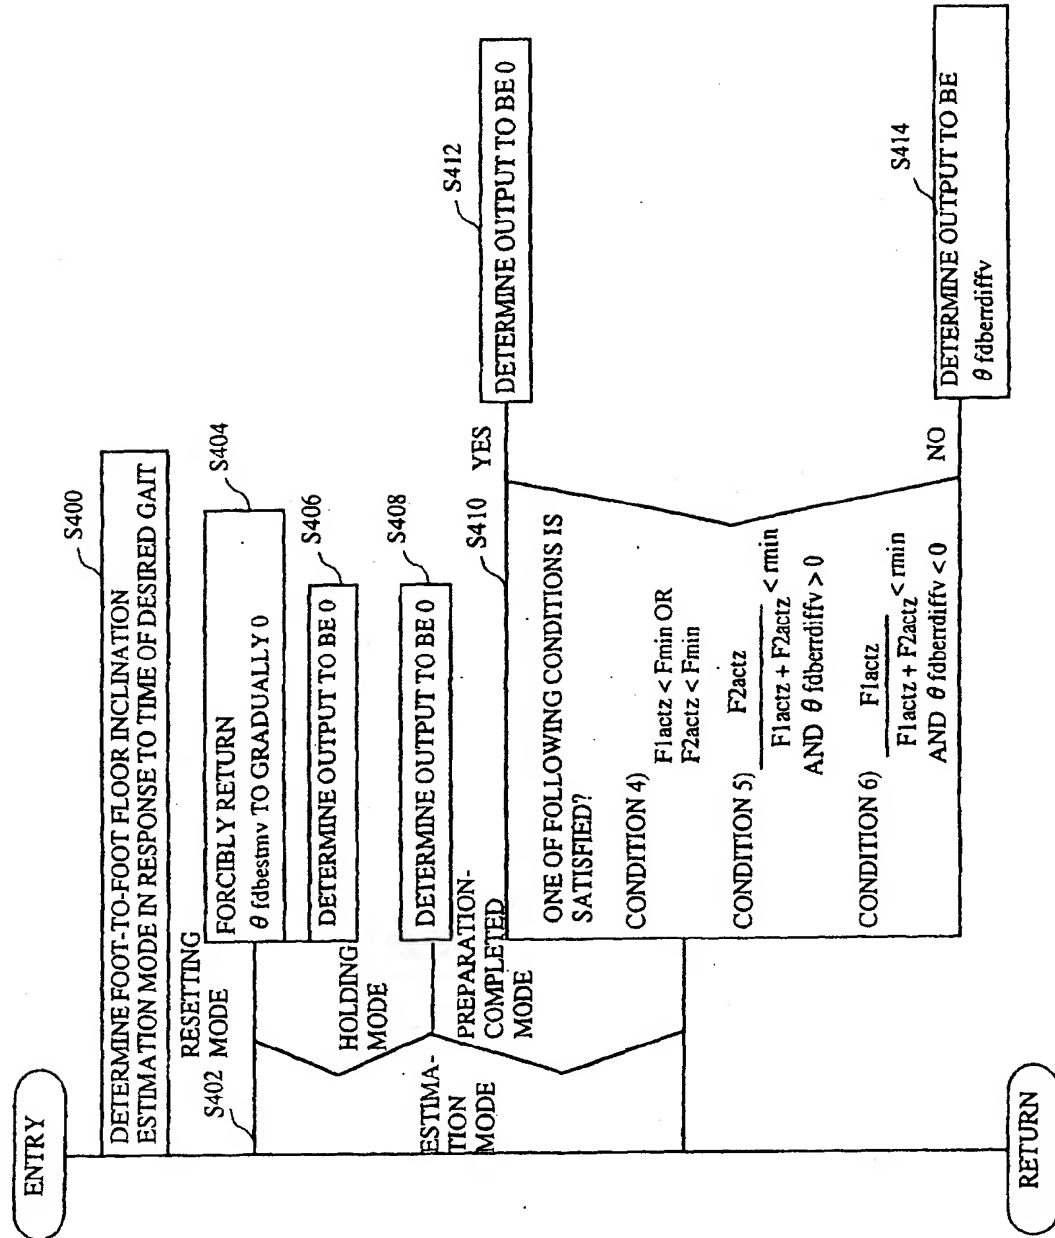 ENTRY
S400
DETERMINE FOOT-TO-FOOT FLOOR INCLINATION
ESTIMATION MODE IN RESPONSE TO TIME OF DESIRED GAIT
S402
RESETTING
MODE
S404
FORCIBLY RETURN
θ fdbestmv TO GRADUALLY 0
S406
DETERMINE OUTPUT TO BE 0
ESTIMA-
TION
MODE
HOLDING
MODE
S408
DETERMINE OUTPUT TO BE 0
PREPARATION-
COMPLETED
MODE
S410
ONE OF FOLLOWING CONDITIONS IS
SATISFIED?
CONDITION 4)
F1actz < Fmin OR
F2actz < Fmin
CONDITION 5)
F2actz
F1actz + F2actz
< rmin
AND θ fdberrdiffv > 0
CONDITION 6)
F1actz
F1actz + F2actz
< rmin
AND θ fdberrdiffv < 0
YES
S412
DETERMINE OUTPUT TO BE 0
NO
S414
DETERMINE OUTPUT TO BE
θ fdberrdiffv
RETURN